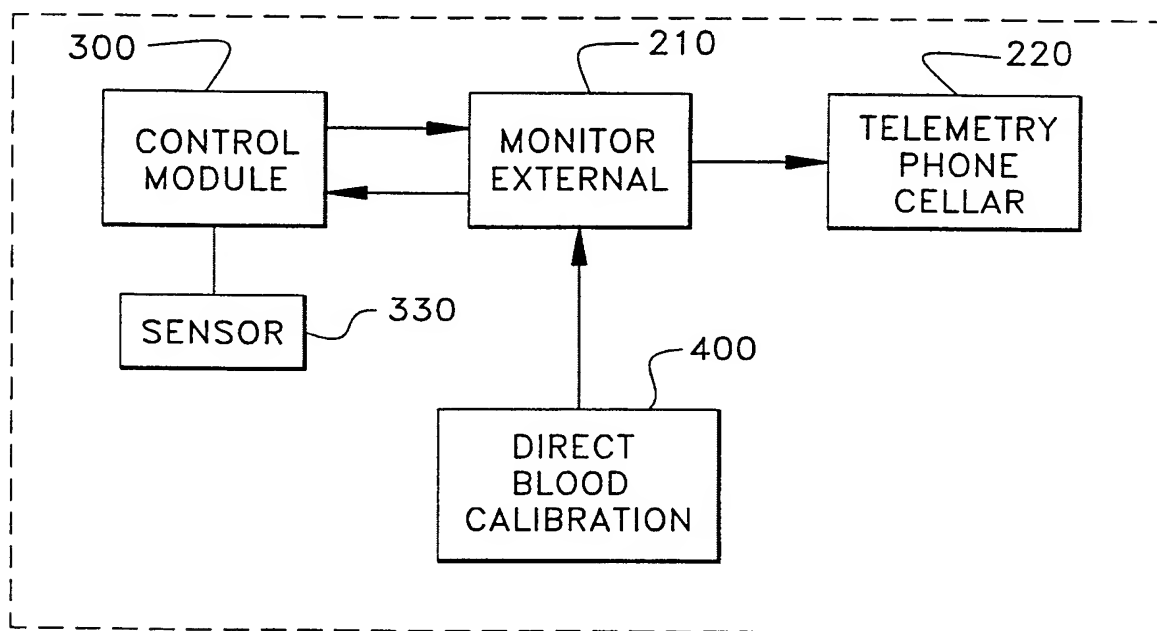 300
210
220
CONTROL
MODULE
MONITOR
EXTERNAL
TELEMETRY
PHONE
CELLAR
SENSOR
330
400
DIRECT
BLOOD
CALIBRATION